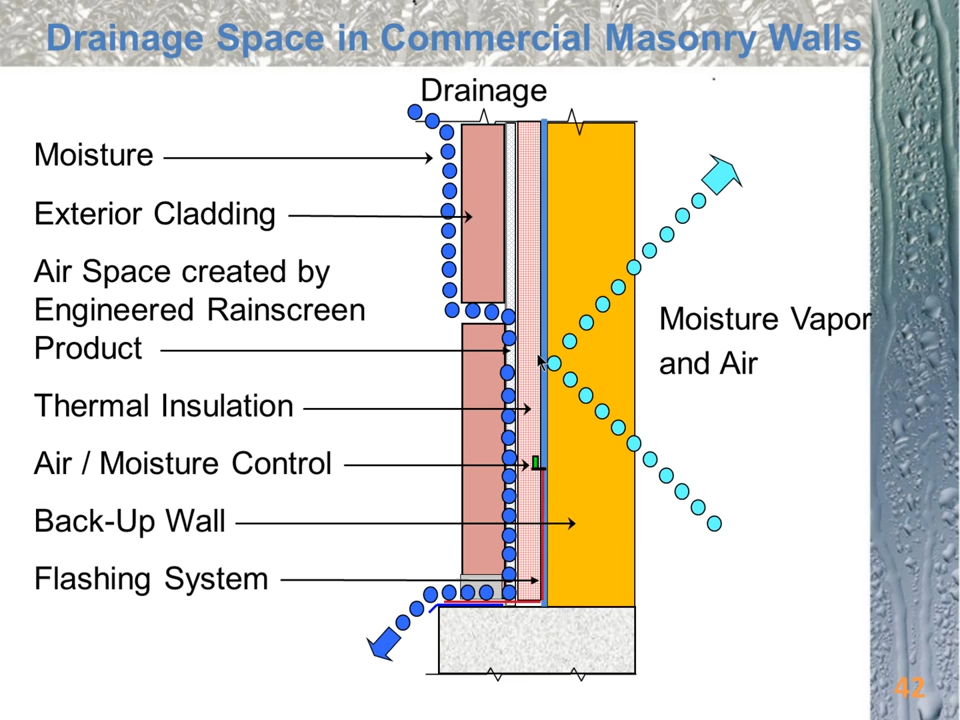 Drainage Space in Commercial Masonry Walls
Drainage
Moisture
Exterior Cladding
Air Space created by
Engineered Rainscreen
Product
Thermal Insulation
Air / Moisture Control
Back-Up Wall
Flashing System
Moisture Vapor
and Air
42